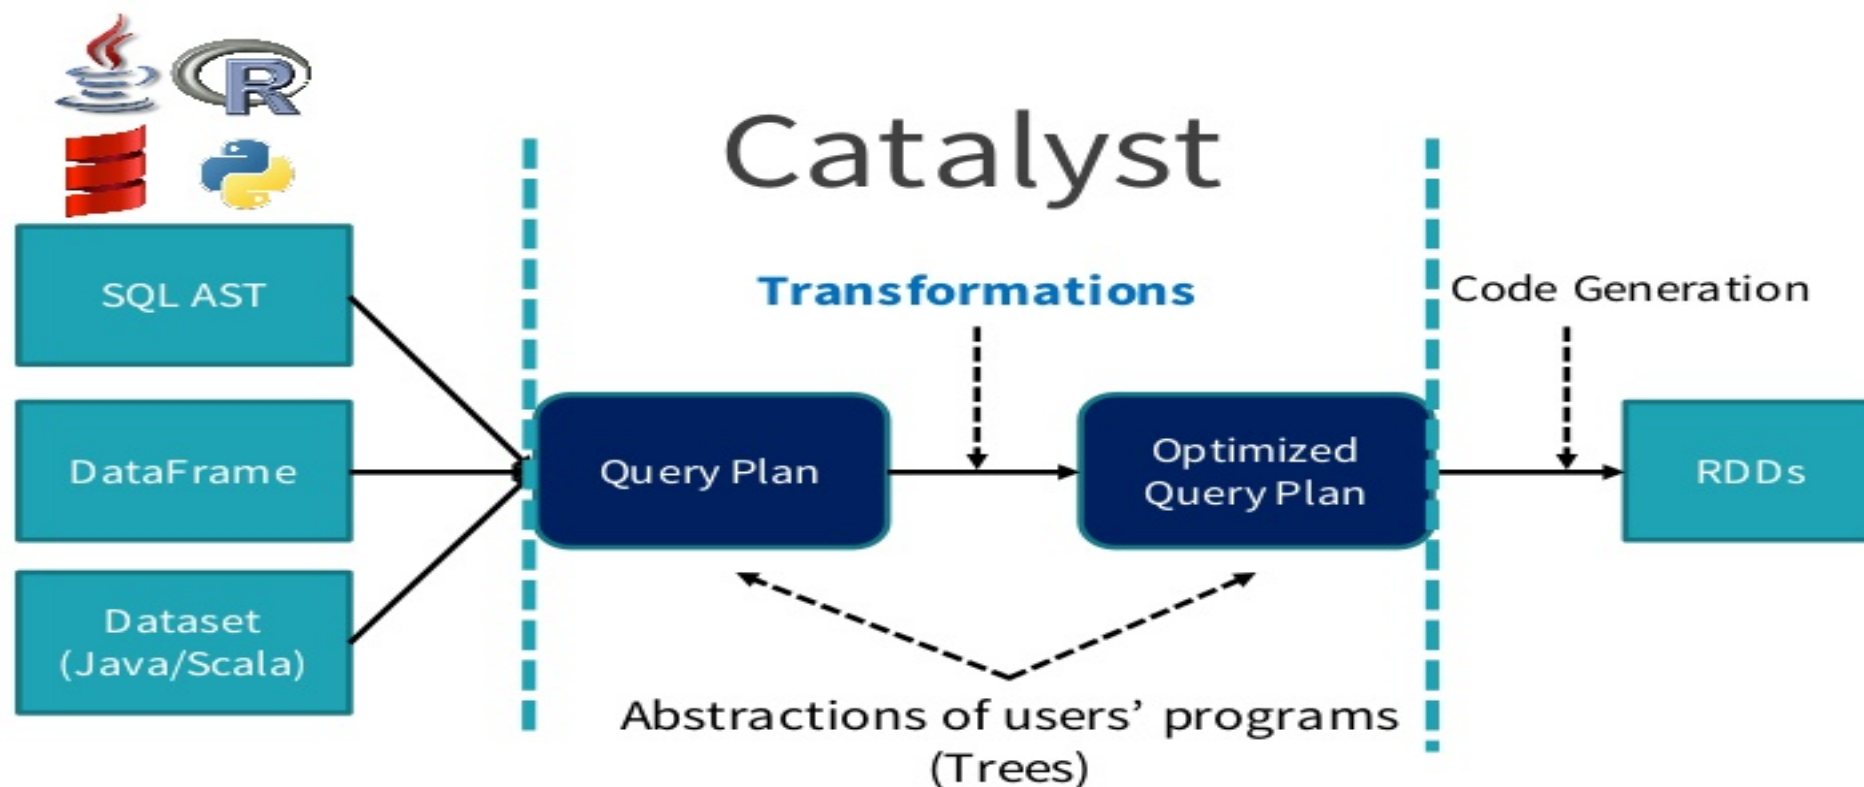 R
Catalyst
SQL AST
Transformations
Code Generation
DataFrame
Query Plan
Optimized
Query Plan
RDDs
Dataset
(Java/Scala)
Abstractions of users’ programs
(Trees)